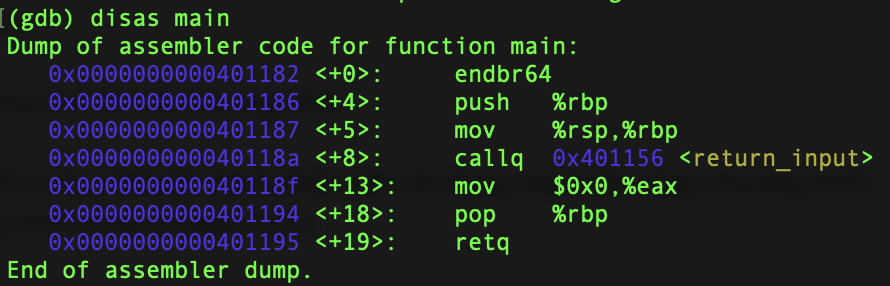 (gdb) disas main
Dump of assembler code for function main:
   0x0000000000401182 <+0>:     endbr64
   0x0000000000401186 <+4>:     push   %rbp
   0x0000000000401187 <+5>:     mov    %rsp,%rbp
   0x000000000040118a <+8>:     callq  0x401156 <return_input>
   0x000000000040118f <+13>:    mov    $0x0,%eax
   0x0000000000401194 <+18>:    pop    %rbp
   0x0000000000401195 <+19>:    retq
End of assembler dump.